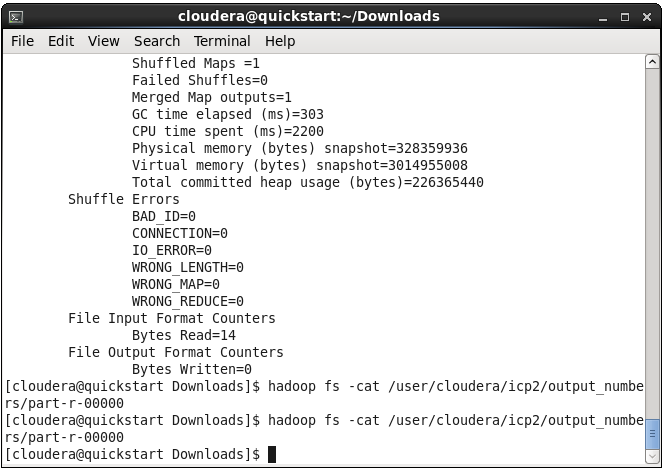 cloudera@quickstart:~/Downloads
File Edit View Search Terminal Help
Shuffled Maps =1
Failed Shuffles=0
Merged Map outputs=1
GC time elapsed (ms)=303
CPU time spent (ms)=2200
Physical memory (bytes) snapshot=328359936
Virtual memory (bytes) snapshot=3014955008
Total committed heap usage (bytes)=226365440
Shuffle Errors
BAD_ID=0
CONNECTION=0
IO_ERROR=0
WRONG_LENGTH=0
WRONG_MAP=0
WRONG_REDUCE=0
File Input Format Counters
Bytes Read=14
File Output Format Counters
Bytes Written=0
[cloudera@quickstart Downloads]$ hadoop fs -cat /user/cloudera/icp2/output_numbe
rs/part-r-00000
[cloudera@quickstart Downloads]$ hadoop fs -cat /user/cloudera/icp2/output_numbe
rs/part-r-00000
[cloudera@quickstart Downloads]$